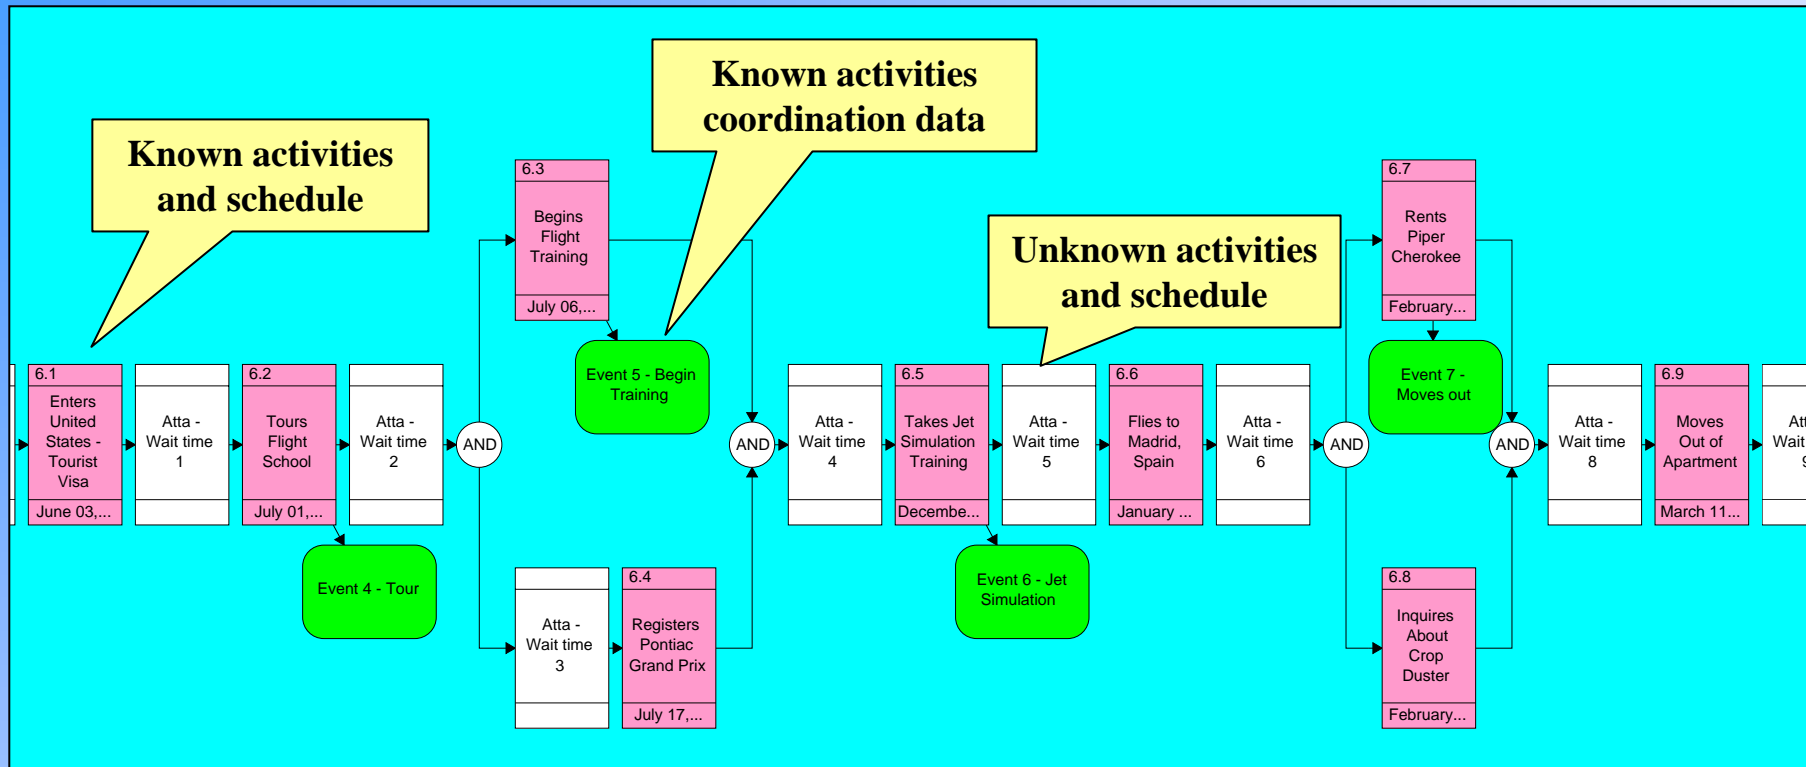 Known activities
and schedule
Known activities
coordination data
Unknown activities
and schedule
6.1
Enters
United
States -
Tourist
Visa
June 03,...
Atta -
Wait time
1
6.2
Tours
Flight
School
July 01,...
Event 4 - Tour
Atta -
Wait time
2
AND
6.3
Begins
Flight
Training
July 06,...
Event 5 - Begin
Training
Atta -
Wait time
3
6.4
Registers
Pontiac
Grand Prix
July 17,...
AND
Atta -
Wait time
4
6.5
Takes Jet
Simulation
Training
Decembe...
Event 6 - Jet
Simulation
Atta -
Wait time
5
6.6
Flies to
Madrid,
Spain
January ...
Atta -
Wait time
6
AND
6.7
Rents
Piper
Cherokee
February...
Event 7 -
Moves out
6.8
Inquires
About
Crop
Duster
February...
AND
Atta -
Wait time
8
6.9
Moves
Out of
Apartment
March 11...
Att
Wait
9